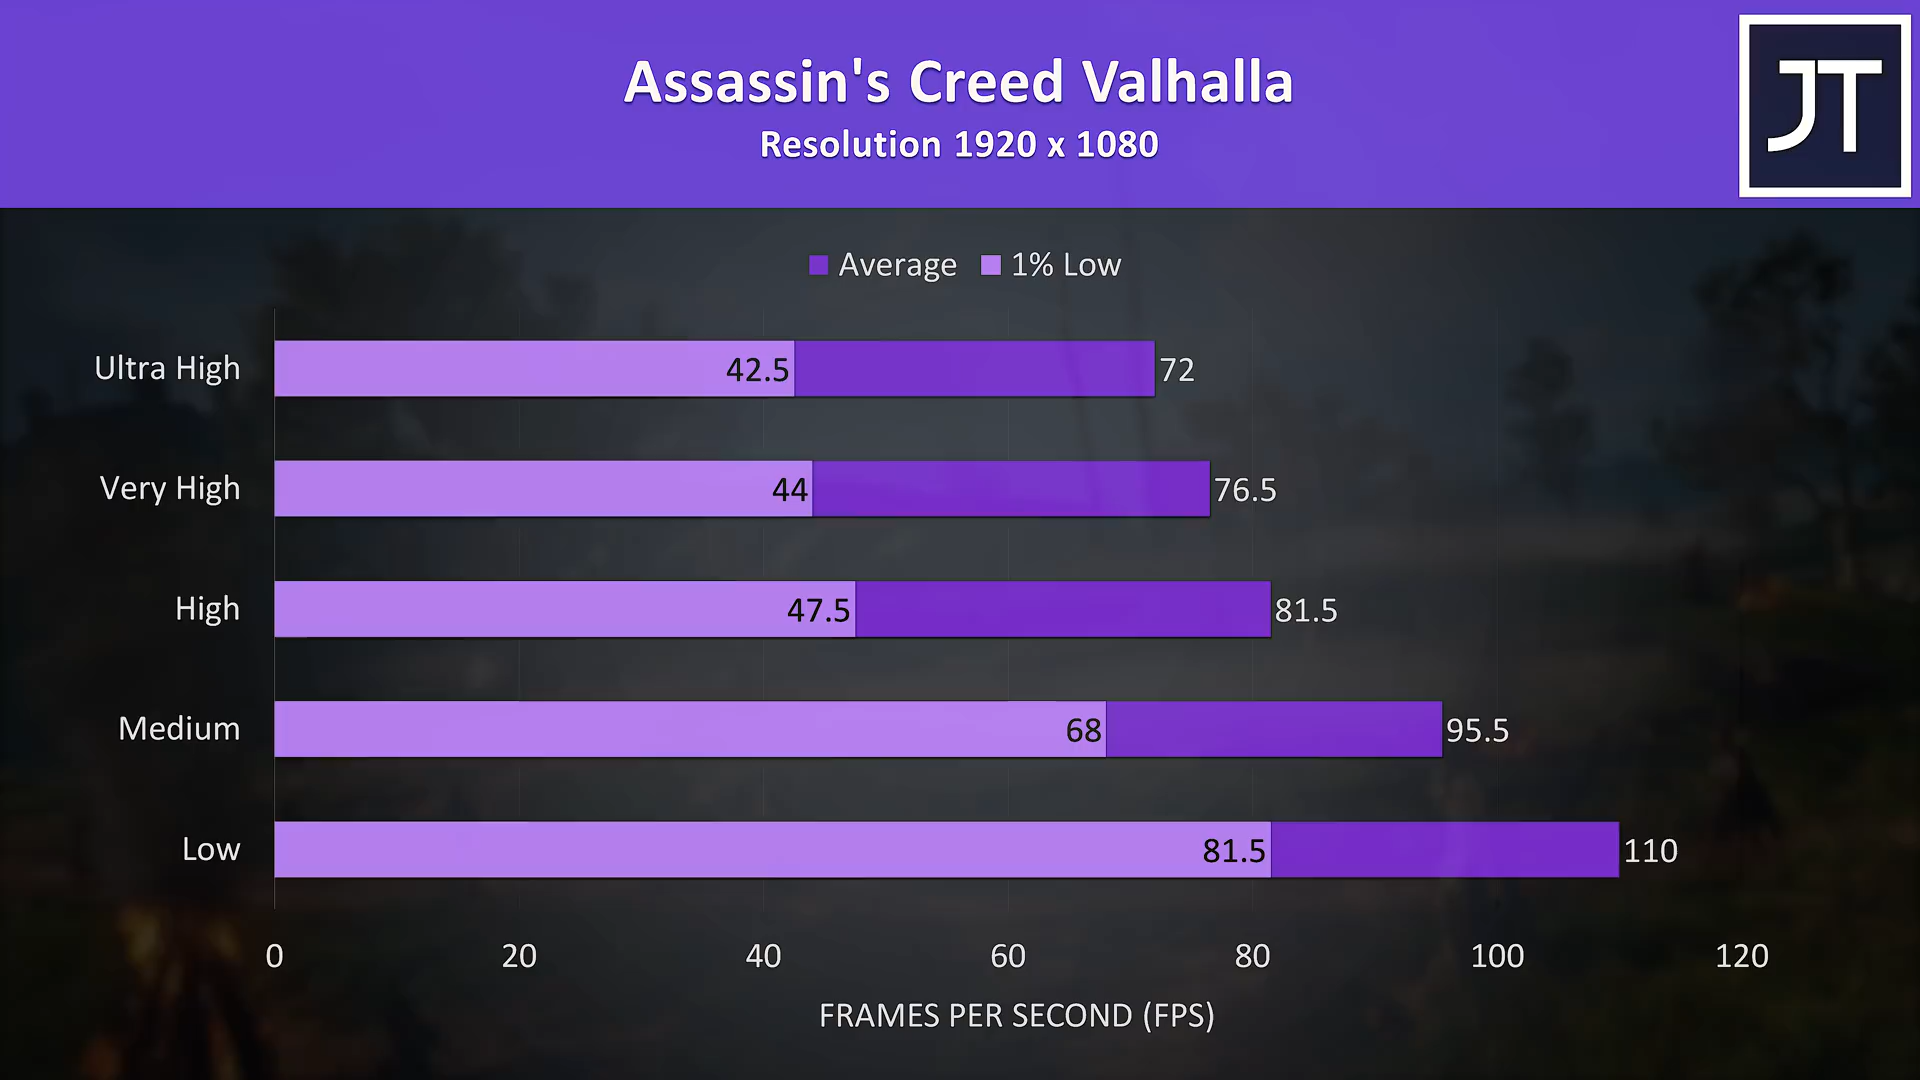 Assassin's Creed Valhalla
Resolution 1920 x 1080
JT
Average 1% Low
Ultra High 42.5 72
Very High 44 76.5
High 47.5 81.5
Medium 68 95.5
Low 81.5 110
0 20 40 60 80 100 120
FRAMES PER SECOND (FPS)